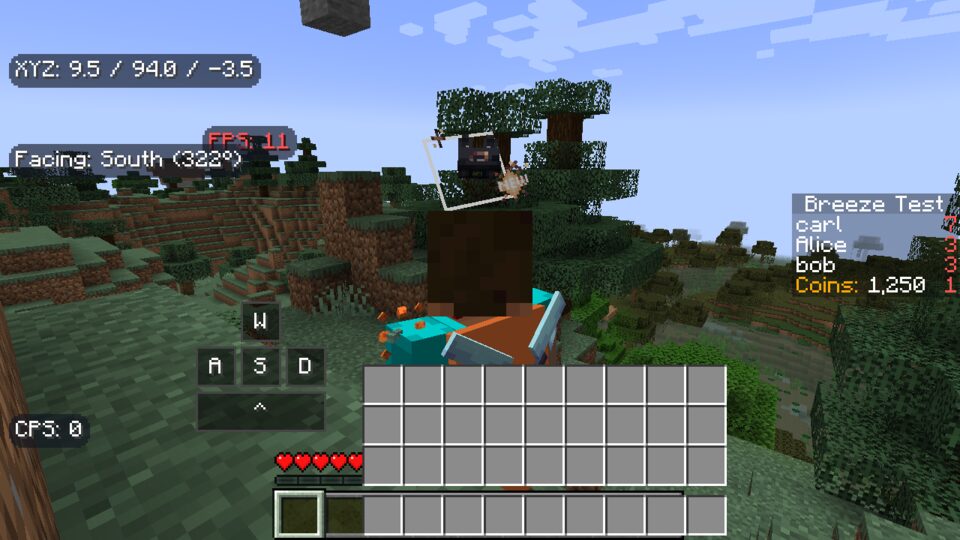 XYZ: 9.5 / 94.0 / -3.5
FPS: 11
Facing: South (322°)
Breeze Test
carl 7
Alice 3
bob 3
Coins: 1,250 1
W
A S D
^
CPS: 0